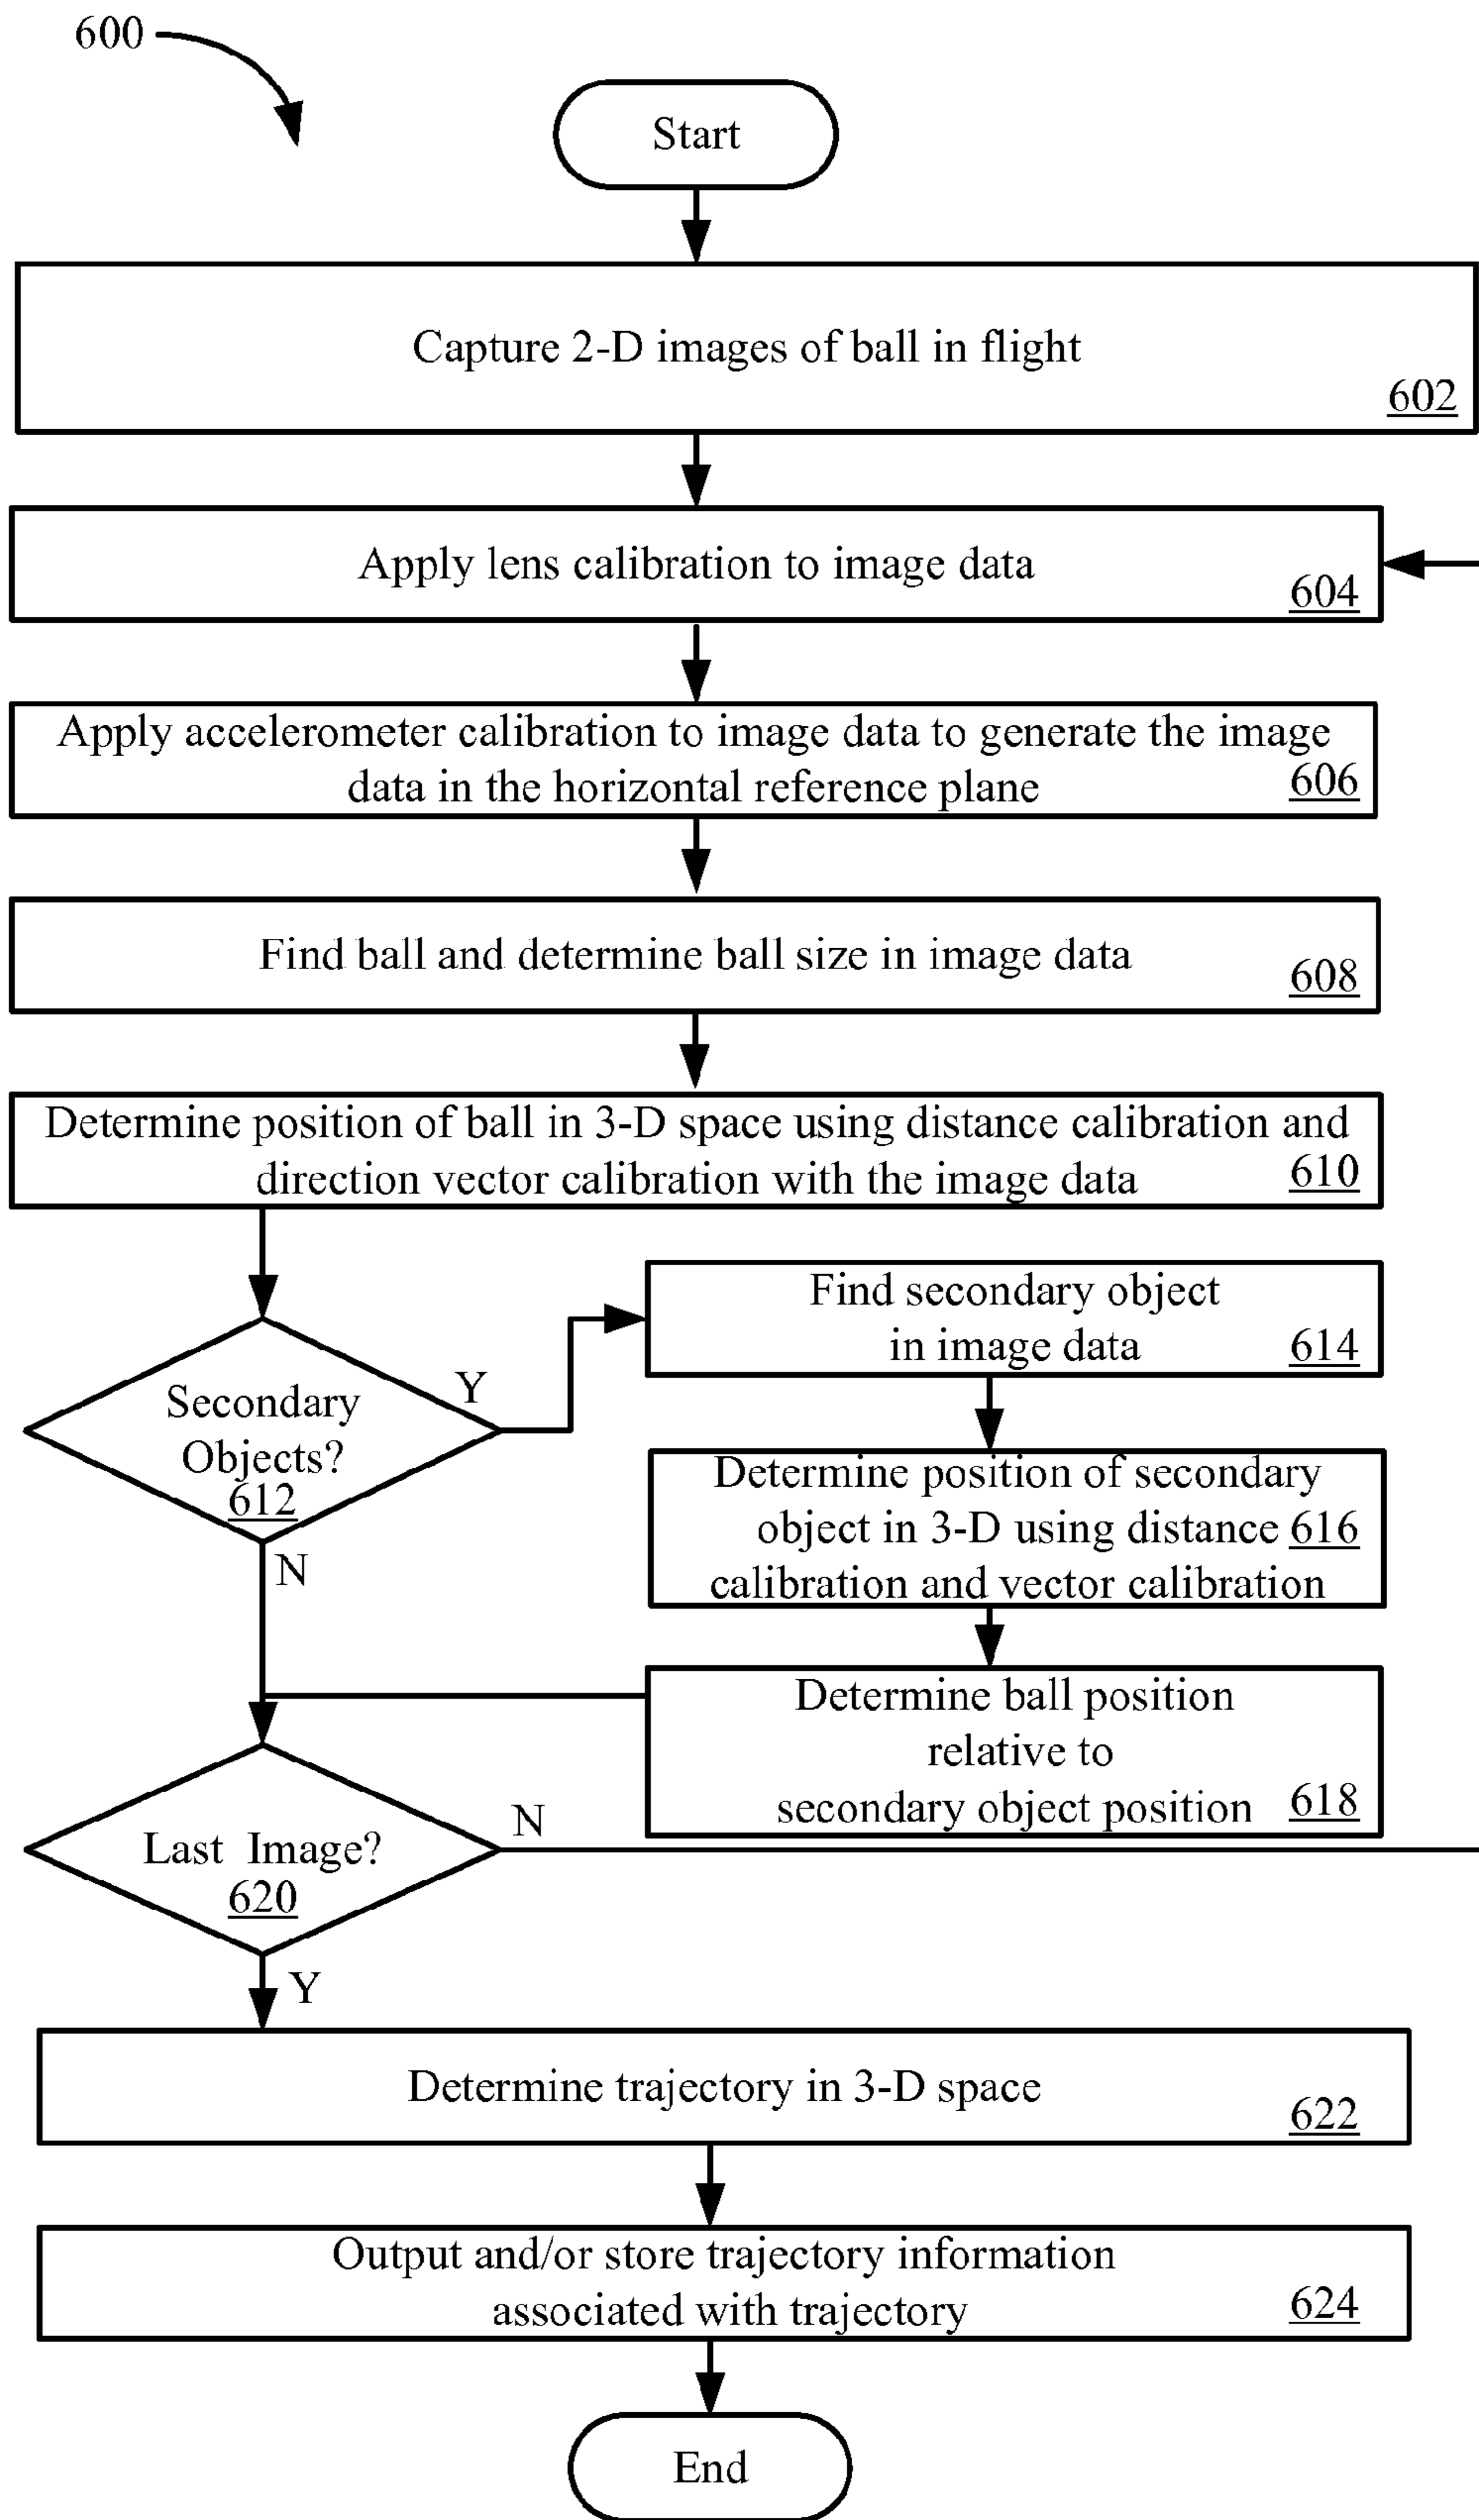 600
Start
Capture 2-D images of ball in flight
602
Apply lens calibration to image data
604
Apply accelerometer calibration to image data to generate the image
data in the horizontal reference plane
606
Find ball and determine ball size in image data
608
Determine position of ball in 3-D space using distance calibration and
direction vector calibration with the image data
610
Secondary
Objects?
612
Y
N
Find secondary object
in image data
614
Determine position of secondary
object in 3-D using distance 616
calibration and vector calibration
Determine ball position
relative to
secondary object position
618
Last Image?
620
N
Y
Determine trajectory in 3-D space
622
Output and/or store trajectory information
associated with trajectory
624
End